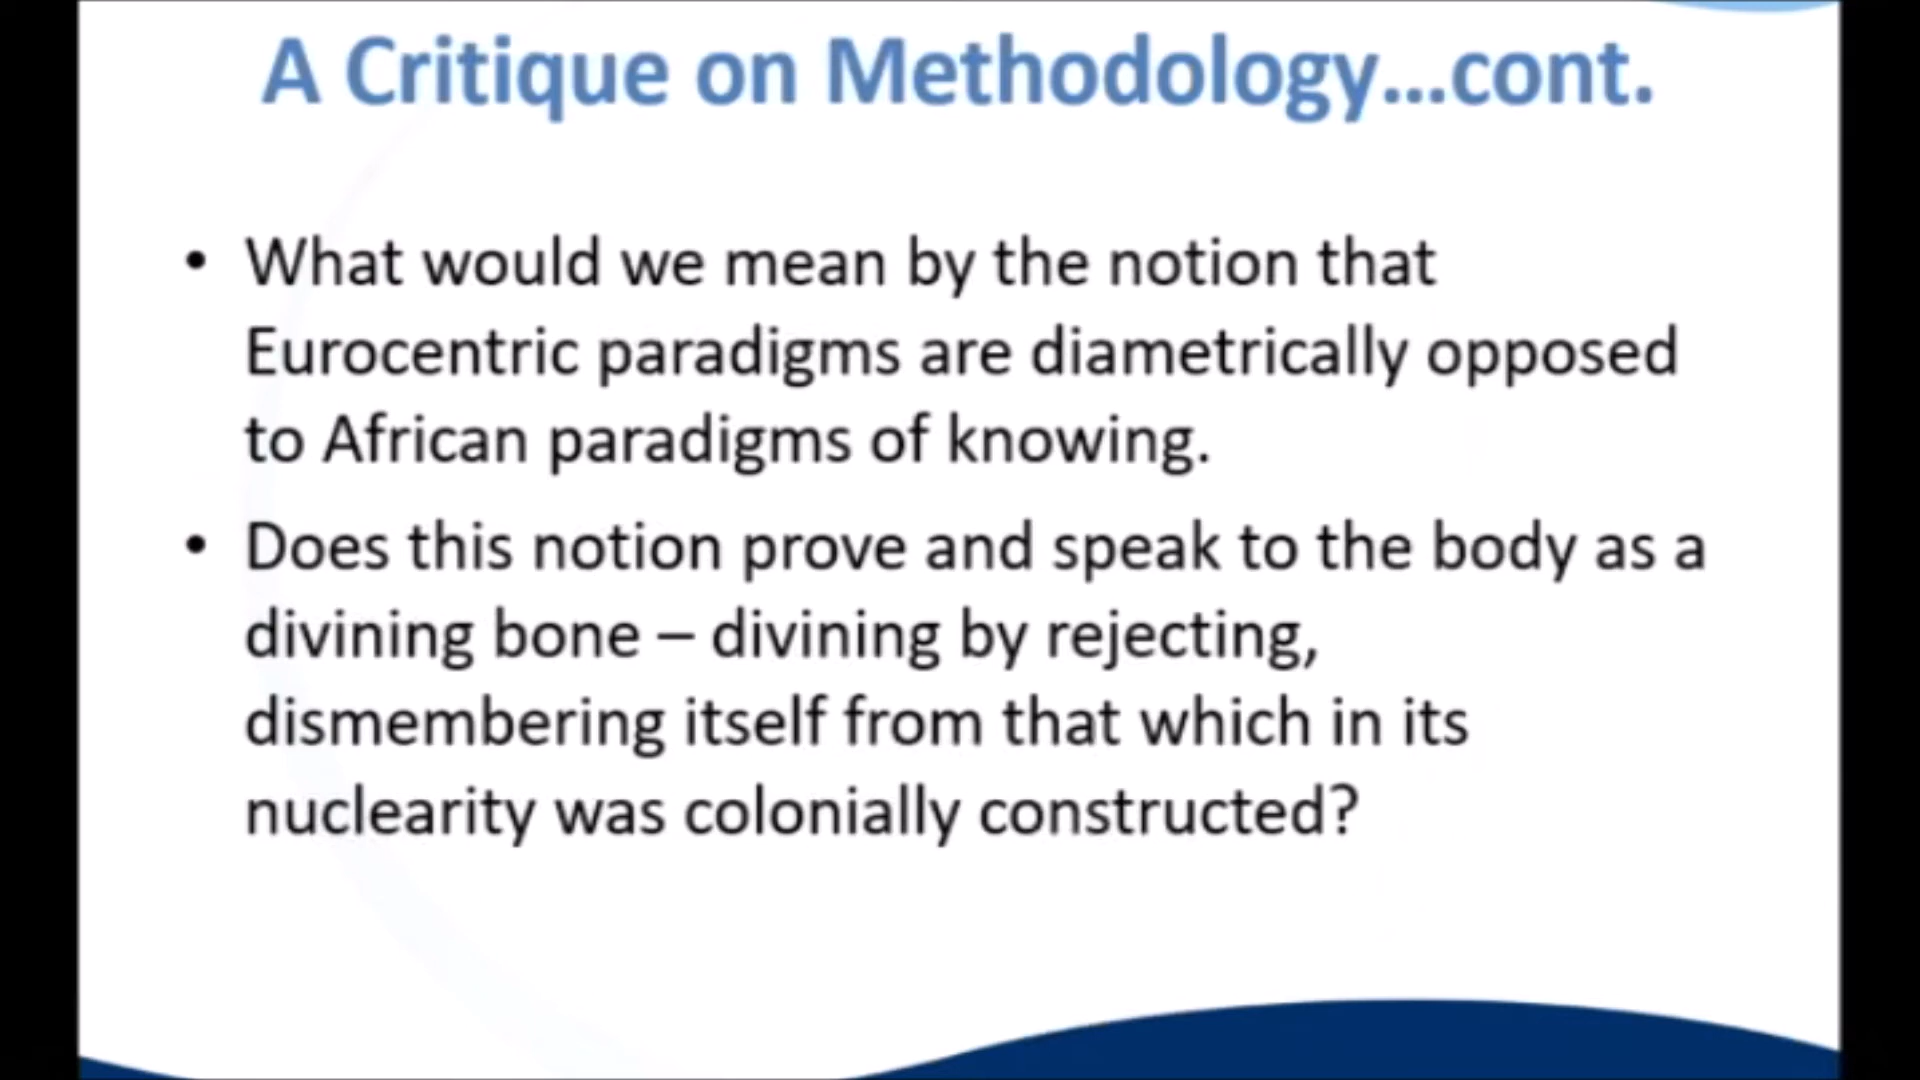 A Critique on Methodology...cont.
• What would we mean by the notion that
Eurocentric paradigms are diametrically opposed
to African paradigms of knowing.
• Does this notion prove and speak to the body as a
divining bone – divining by rejecting,
dismembering itself from that which in its
nuclearity was colonially constructed?